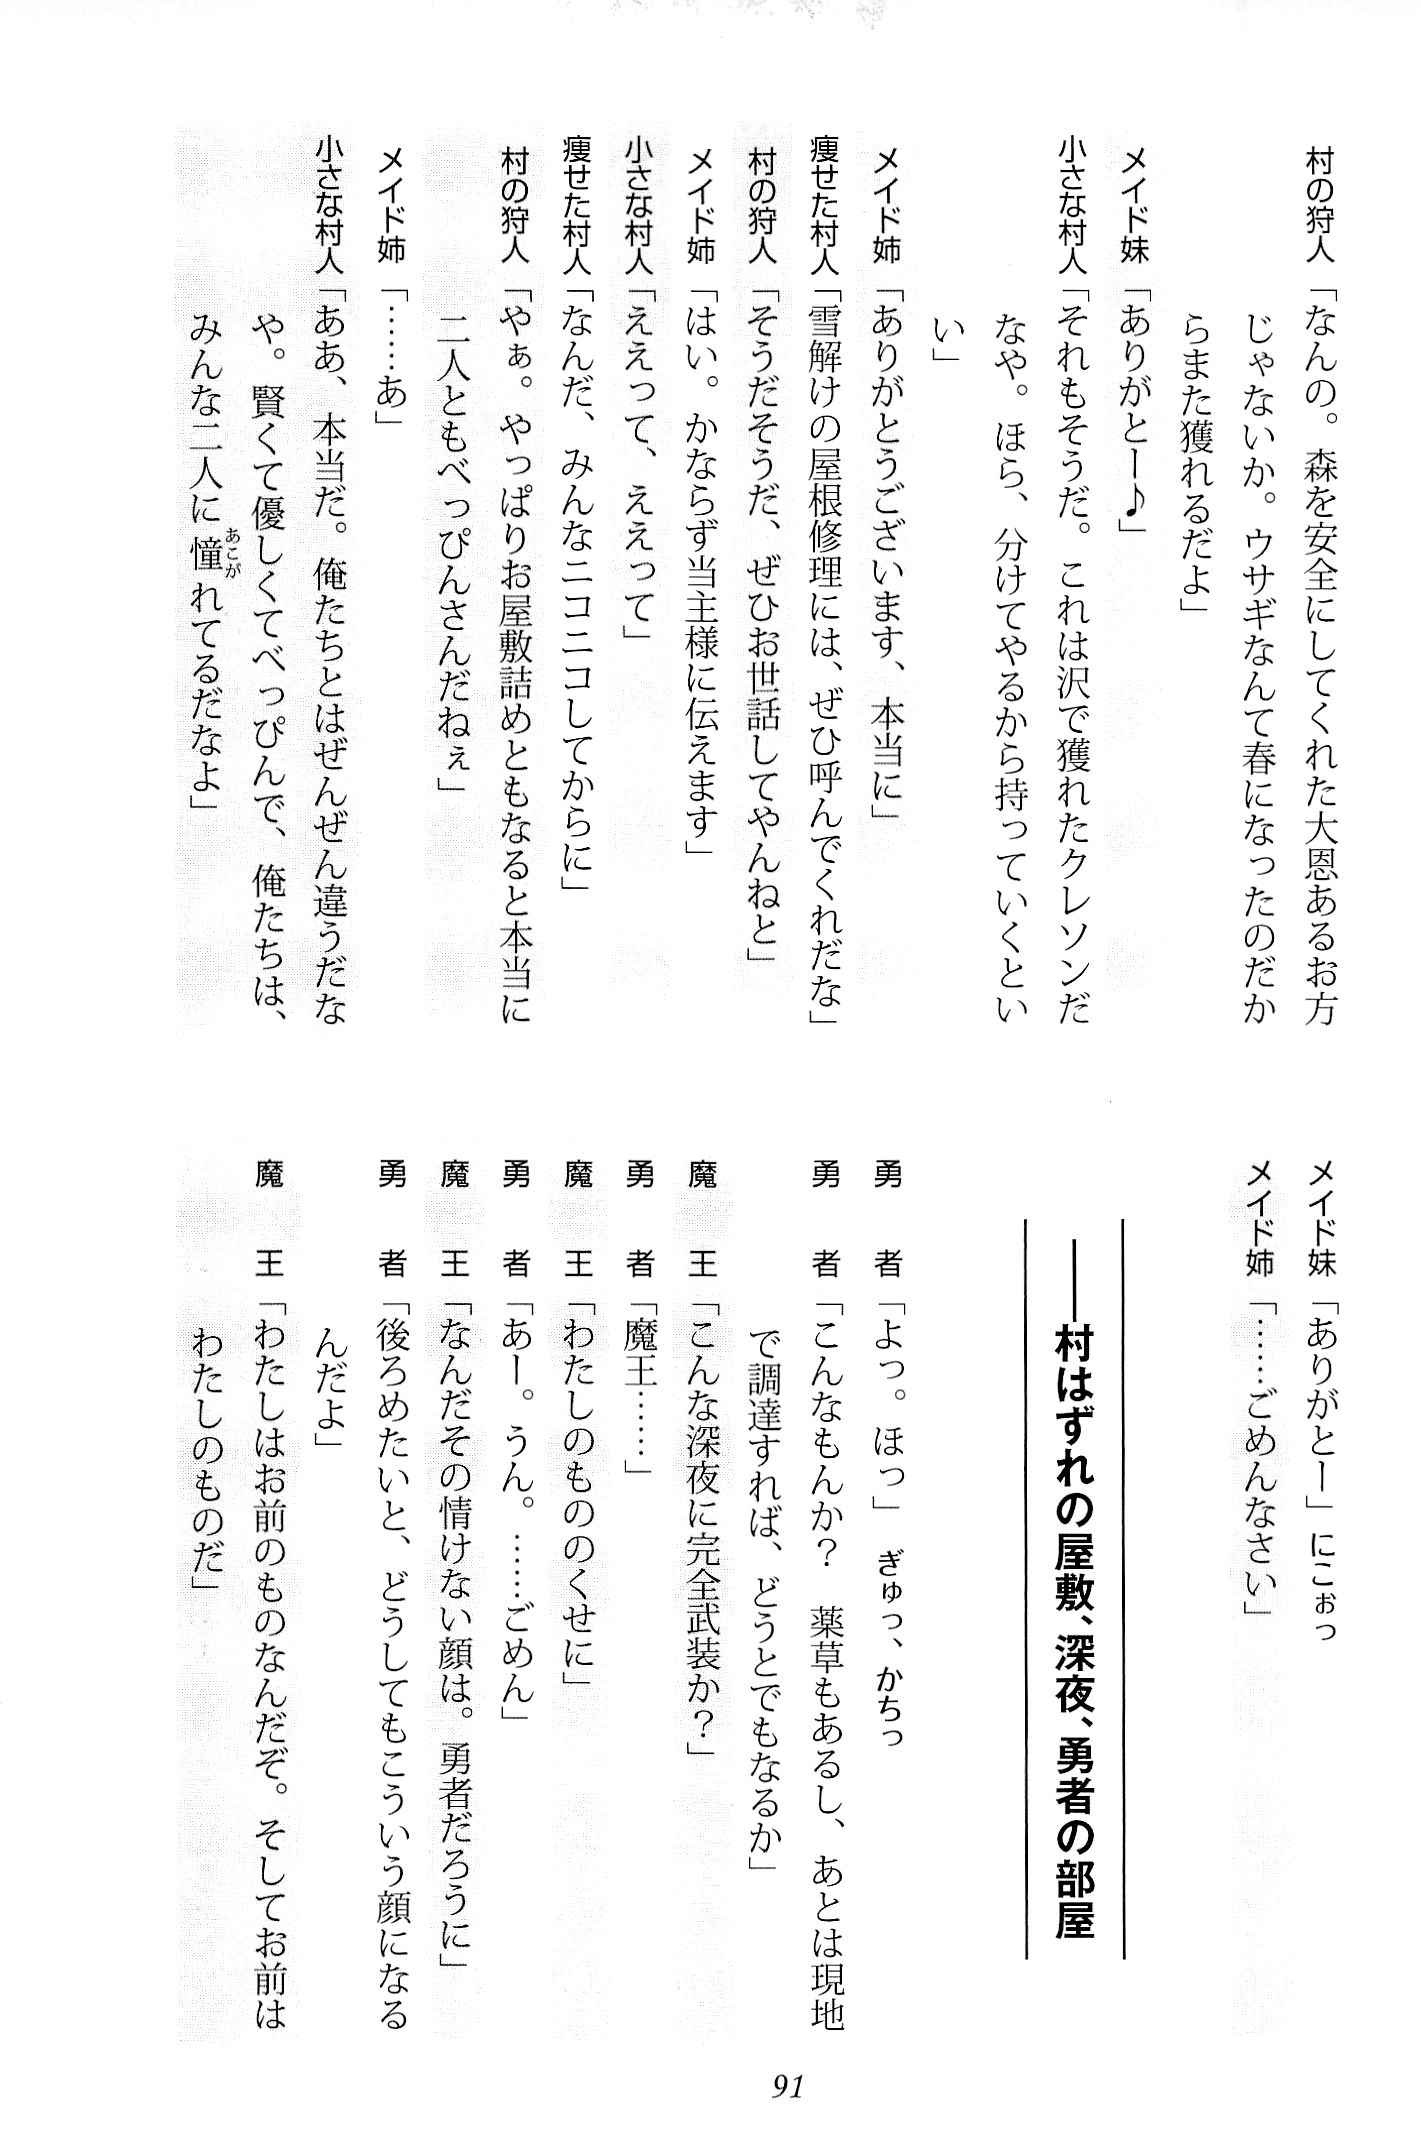 村の狩人「なんの。森を安全にしてくれた大恩あるお方
じゃないか。ウサギなんて春になったのだか
らまた獲れるだよ」
メイド妹「ありがとー♪」
小さな村人「それもそうだ。これは沢で獲れたクレソンだ
なや。ほら、分けてやるから持っていくとい
い」
メイド姉「ありがとうございます、本当に」
痩せた村人「雪解けの屋根修理には、ぜひ呼んでくれだな」
村の狩人「そうだそうだ、ぜひお世話してやんねと」
メイド姉「はい。かならず当主様に伝えます」
小さな村人「ええって、ええって」
痩せた村人「なんだ、みんなニコニコしてからに」
村の狩人「やぁ。やっぱりお屋敷詰めともなると本当に
二人ともべっぴんさんだねぇ」
メイド姉「……あ」
小さな村人「ああ、本当だ。俺たちとはぜんぜん違うだな
や。賢くて優しくてべっぴんで、俺たちは、
みんな二人に憧れてるだなよ」
あこが
メイド妹「ありがとー」にこぉっ
メイド姉「……ごめんなさい」
――村はずれの屋敷、深夜、勇者の部屋
勇　者「よっ。ほっ」　ぎゅっ、かちっ
勇　者「こんなもんか？　薬草もあるし、あとは現地
で調達すれば、どうとでもなるか」
魔　王「こんな深夜に完全武装か？」
勇　者「魔王……」
魔　王「わたしのもののくせに」
勇　者「あー。うん。……ごめん」
魔　王「なんだその情けない顔は。勇者だろうに」
勇　者「後ろめたいと、どうしてもこういう顔になる
んだよ」
魔　王「わたしはお前のものなんだぞ。そしてお前は
わたしのものだ」
91